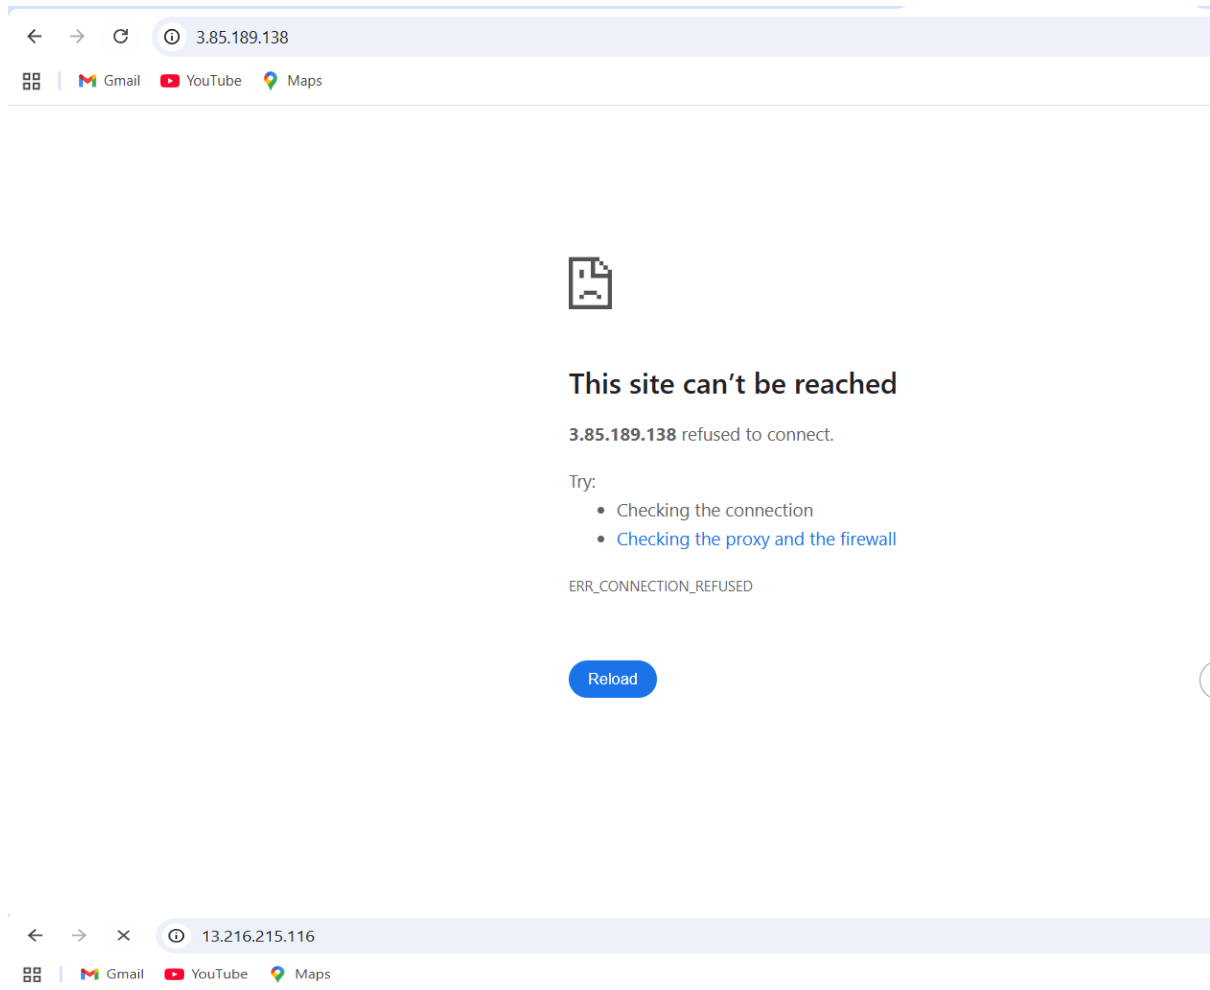 3.85.189.138
Gmail YouTube Maps
This site can't be reached
3.85.189.138 refused to connect.
Try:
• Checking the connection
• Checking the proxy and the firewall
ERR_CONNECTION_REFUSED
Reload
13.216.215.116
Gmail YouTube Maps